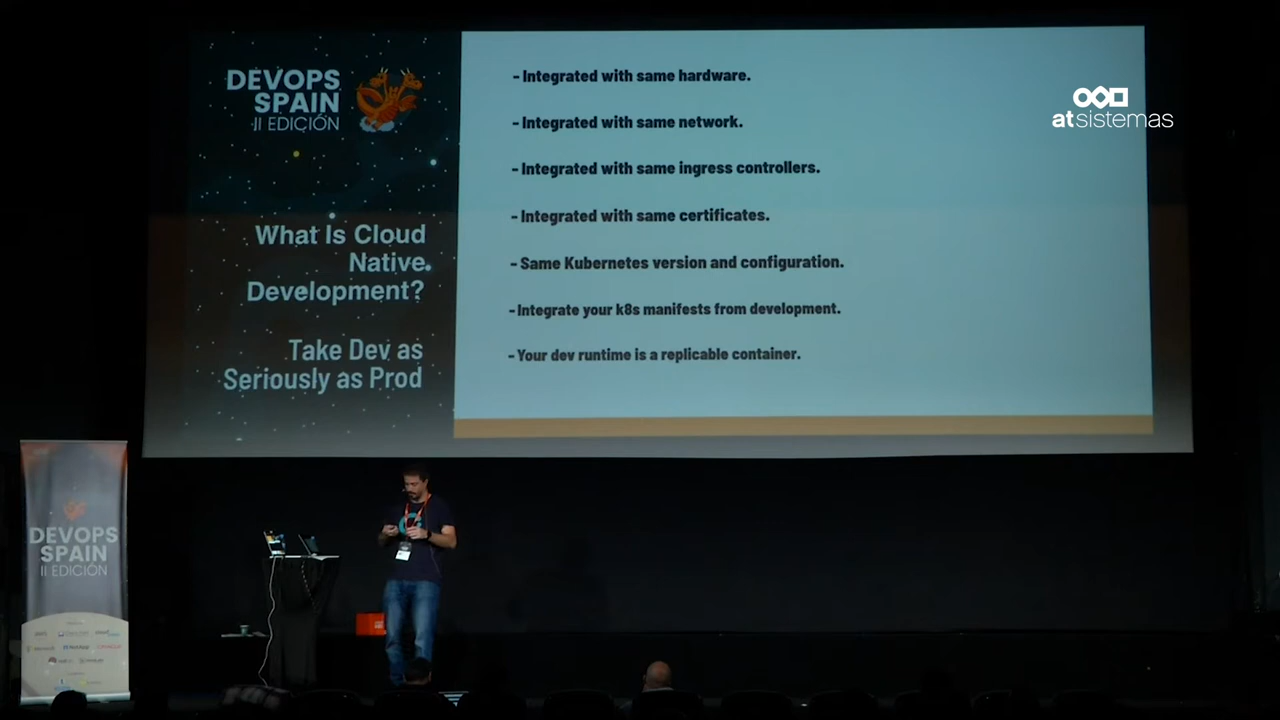 DEVOPS
SPAIN
II EDICIÓN
What Is Cloud
Native
Development?
Take Dev as
Seriously as Prod
- Integrated with same hardware.
- Integrated with same network.
- Integrated with same ingress controllers.
- Integrated with same certificates.
- Same Kubernetes version and configuration.
- Integrate your k8s manifests from development.
- Your dev runtime is a replicable container.
atsistemas
DEVOPS
SPAIN
II EDICIÓN